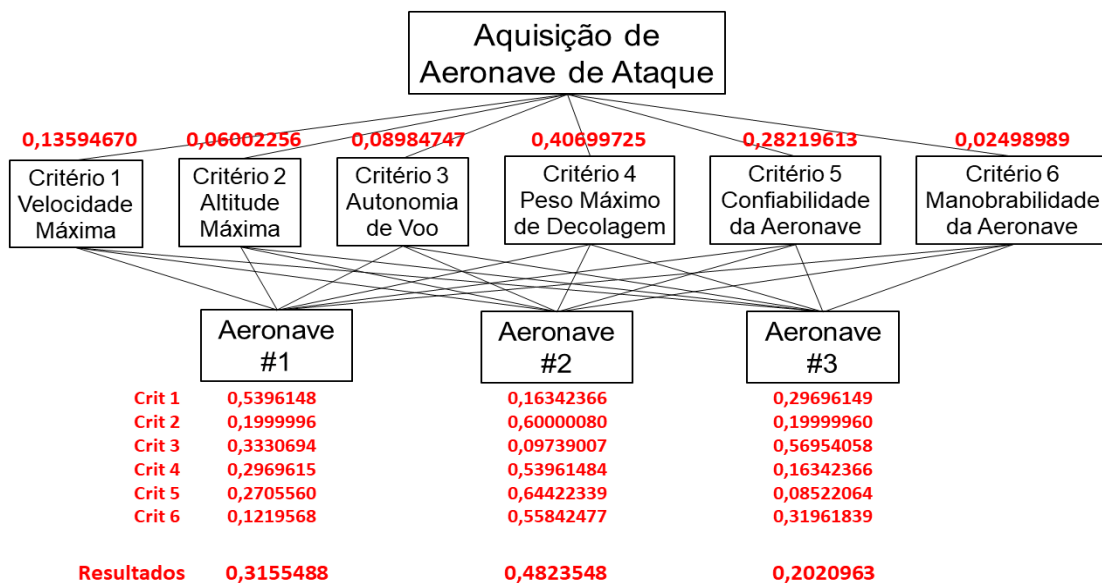 Aquisição de
Aeronave de Ataque
0,13594670 0,06002256 0,08984747 0,40699725 0,28219613 0,02498989
Critério 1 Critério 2 Critério 3 Critério 4 Critério 5 Critério 6
Velocidade Altitude Autonomia Peso Máximo Confiabilidade Manobrabilidade
Máxima Máxima de Voo de Decolagem da Aeronave da Aeronave
Aeronave Aeronave Aeronave
#1 #2 #3
Crit 1 0,5396148 0,16342366 0,29696149
Crit 2 0,1999996 0,60000080 0,19999960
Crit 3 0,3330694 0,09739007 0,56954058
Crit 4 0,2969615 0,53961484 0,16342366
Crit 5 0,2705560 0,64422339 0,08522064
Crit 6 0,1219568 0,55842477 0,31961839
Resultados 0,3155488 0,4823548 0,2020963